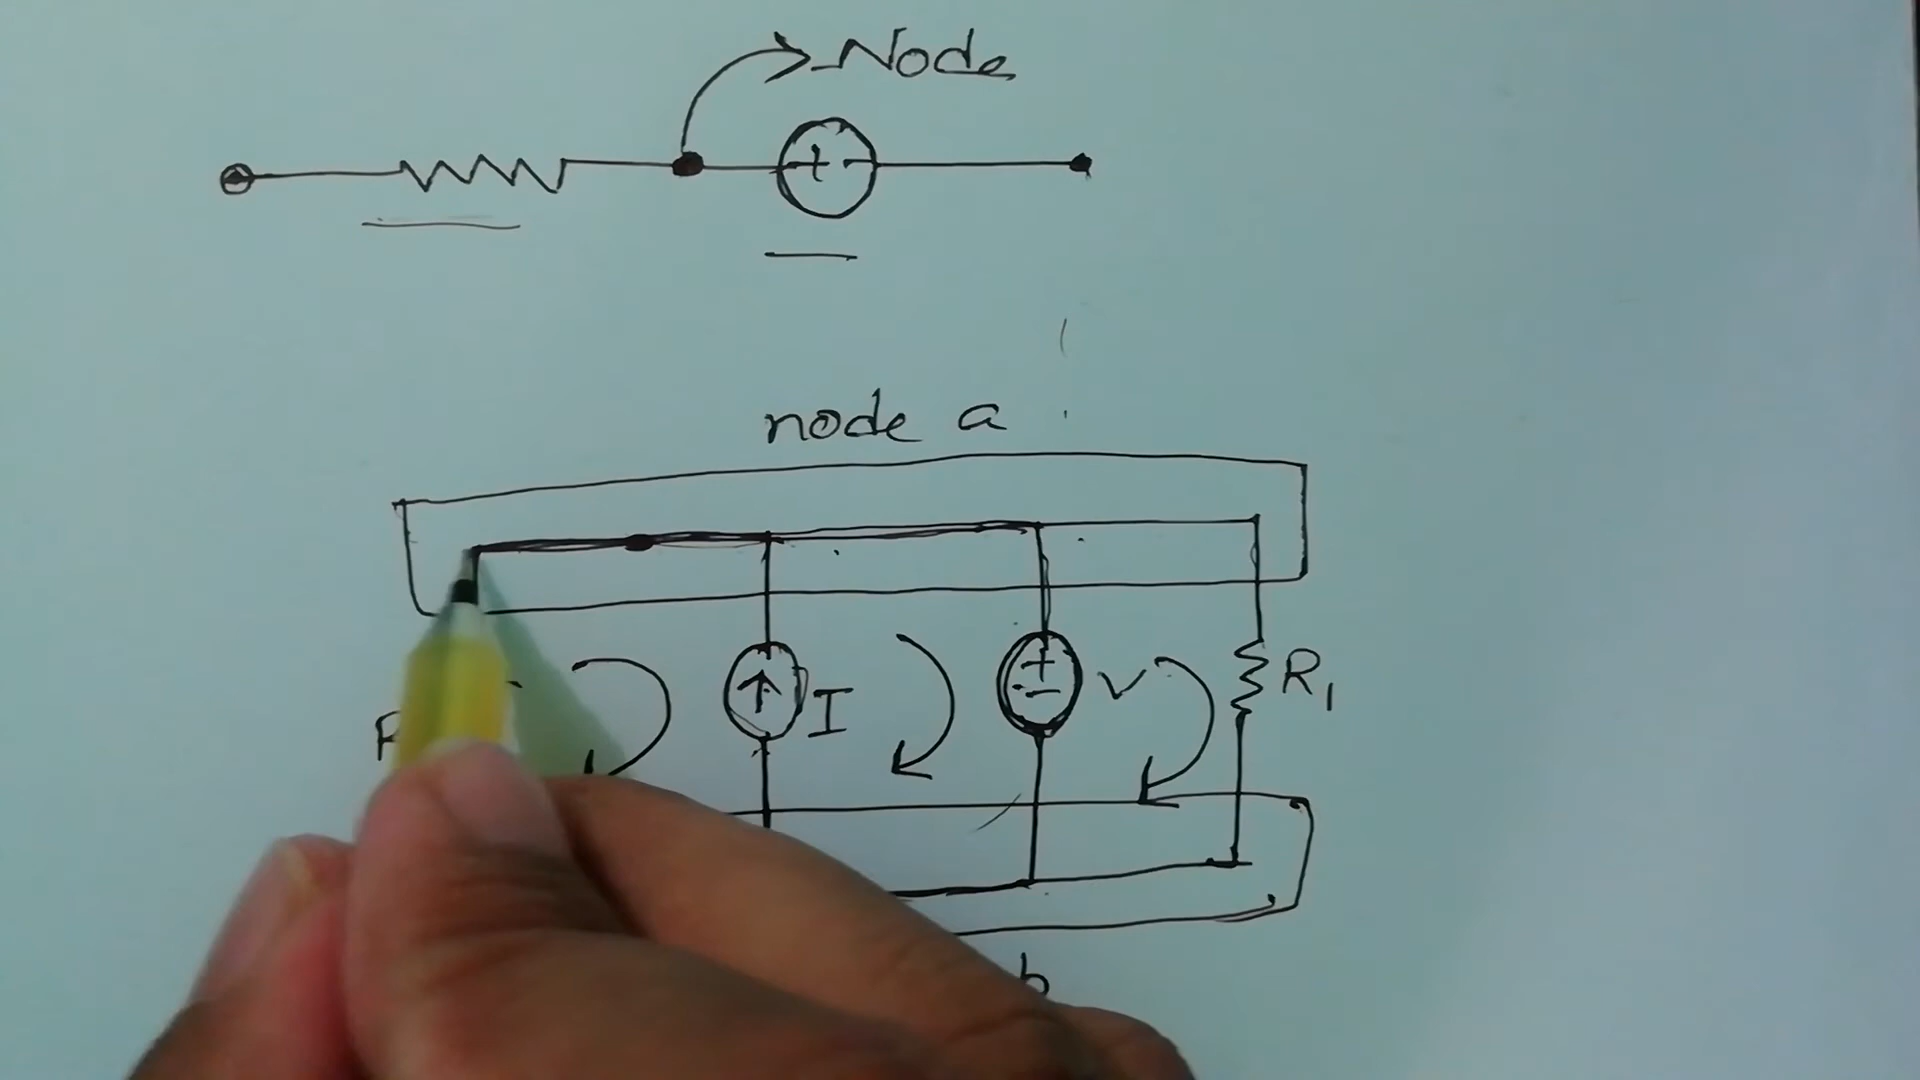 Node
+ -
node a
I
+
-
V
R1
b